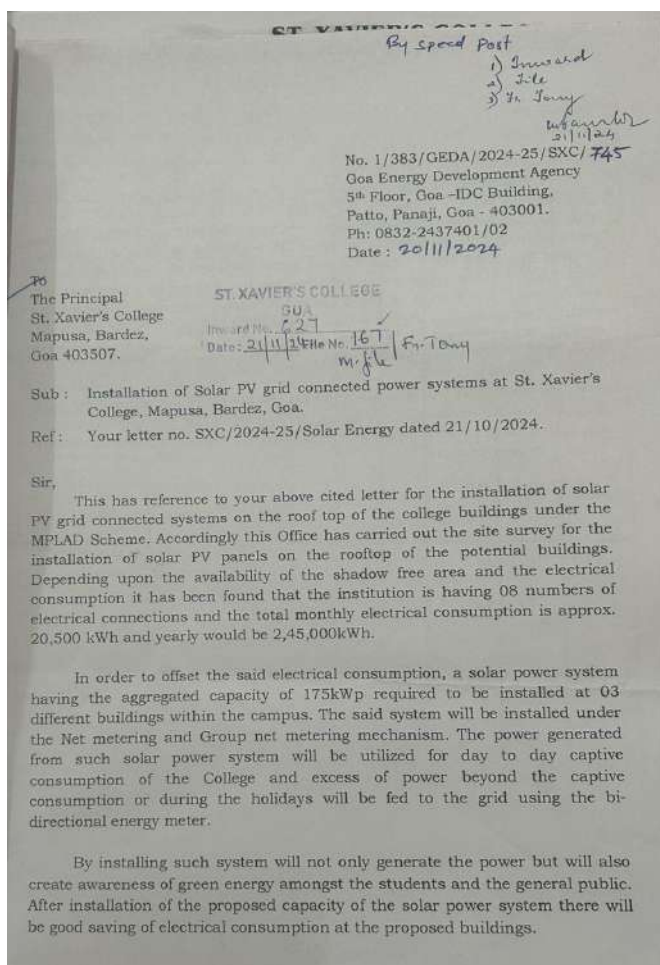 ST. XAVIER'S COLLEGE
By speed Post
1) Inward
2) File
3) Fr. Tony
21/11/24
No. 1/383/GEDA/2024-25/SXC/745
Goa Energy Development Agency
5th Floor, Goa –IDC Building,
Patto, Panaji, Goa - 403001.
Ph: 0832-2437401/02
Date : 20/11/2024
To
The Principal
St. Xavier's College
Mapusa, Bardez,
Goa 403507.
ST. XAVIER'S COLLEGE
GOA
Inward No. 627
Date: 21/11/24 File No. 167 Fr. Tony
M. file
Sub : Installation of Solar PV grid connected power systems at St. Xavier's
College, Mapusa, Bardez, Goa.
Ref : Your letter no. SXC/2024-25/Solar Energy dated 21/10/2024.
Sir,
This has reference to your above cited letter for the installation of solar
PV grid connected systems on the roof top of the college buildings under the
MPLAD Scheme. Accordingly this Office has carried out the site survey for the
installation of solar PV panels on the rooftop of the potential buildings.
Depending upon the availability of the shadow free area and the electrical
consumption it has been found that the institution is having 08 numbers of
electrical connections and the total monthly electrical consumption is approx.
20,500 kWh and yearly would be 2,45,000kWh.
In order to offset the said electrical consumption, a solar power system
having the aggregated capacity of 175kWp required to be installed at 03
different buildings within the campus. The said system will be installed under
the Net metering and Group net metering mechanism. The power generated
from such solar power system will be utilized for day to day captive
consumption of the College and excess of power beyond the captive
consumption or during the holidays will be fed to the grid using the bi-
directional energy meter.
By installing such system will not only generate the power but will also
create awareness of green energy amongst the students and the general public.
After installation of the proposed capacity of the solar power system there will
be good saving of electrical consumption at the proposed buildings.